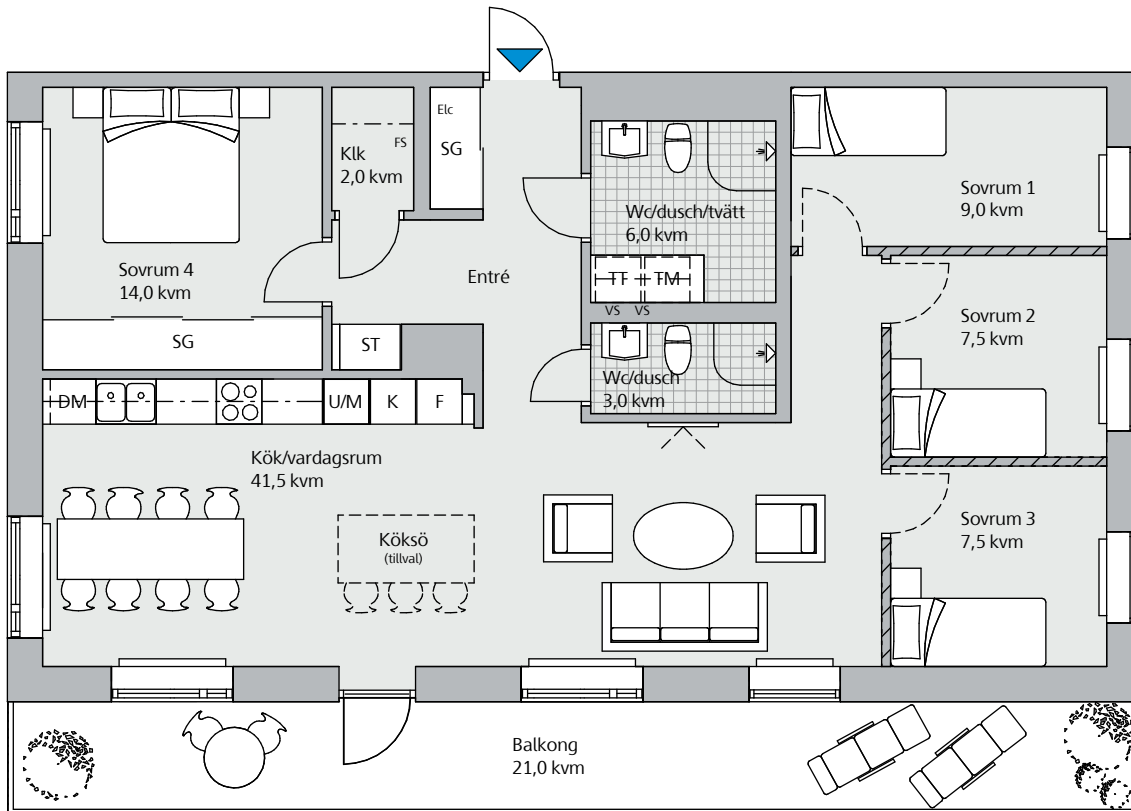 Elc
SG
FS
Klk
2,0 kvm
Sovrum 1
9,0 kvm
Wc/dusch/tvätt
6,0 kvm
Sovrum 4
14,0 kvm
Entré
TT TM
VS VS
Sovrum 2
7,5 kvm
SG
ST
Wc/dusch
3,0 kvm
DM
U/M
K
F
Kök/vardagsrum
41,5 kvm
Sovrum 3
7,5 kvm
Köksö
(tillval)
Balkong
21,0 kvm